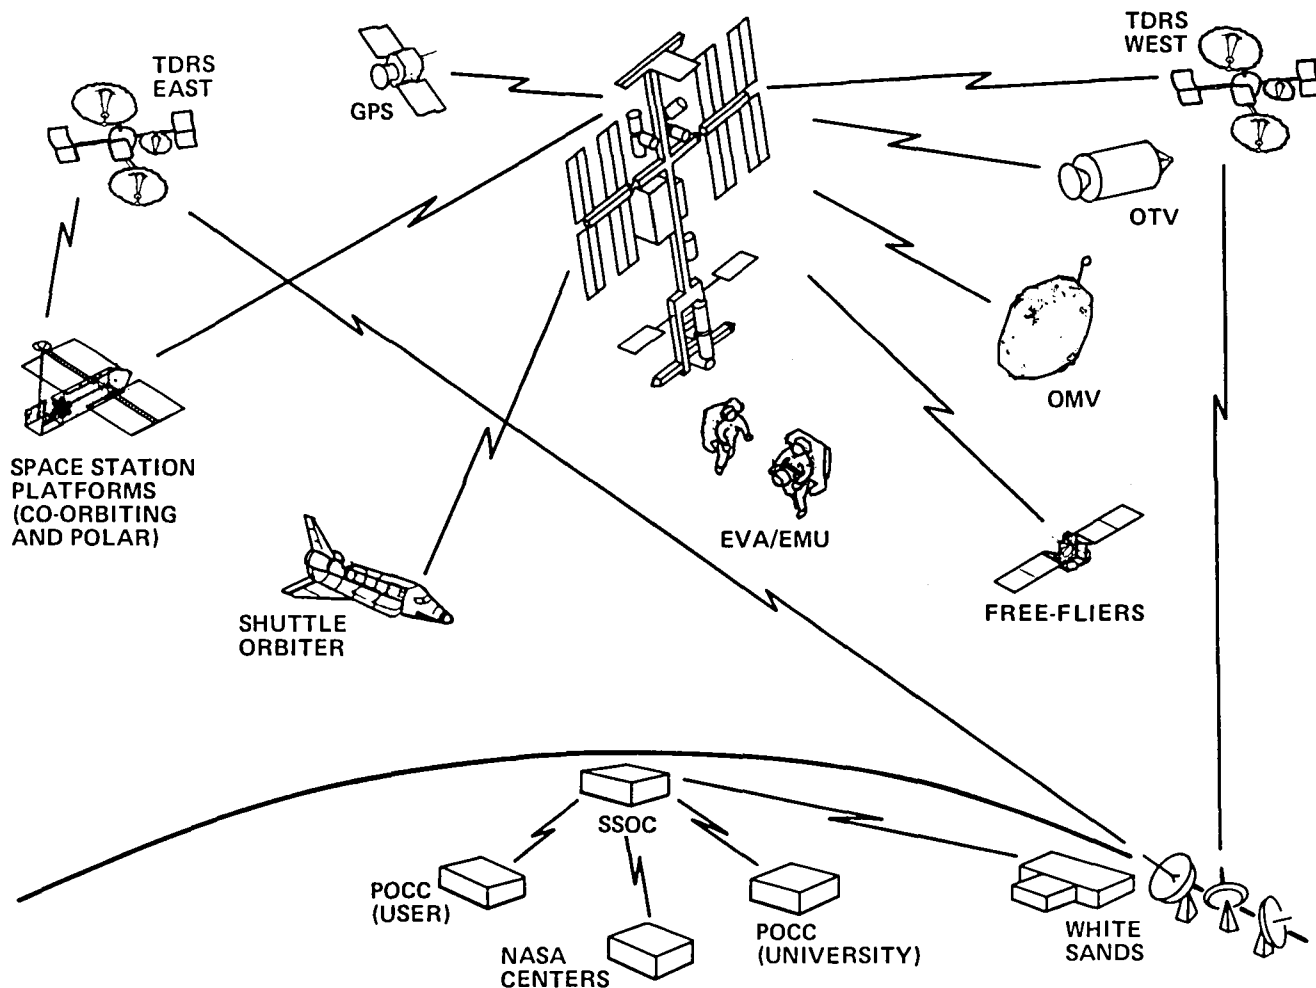 TDRS
EAST
GPS
TDRS
WEST
OTV
OMV
SPACE STATION
PLATFORMS
(CO-ORBITING
AND POLAR)
EVA/EMU
FREE-FLIERS
SHUTTLE
ORBITER
SSOC
POCC
(USER)
NASA
CENTERS
POCC
(UNIVERSITY)
WHITE
SANDS